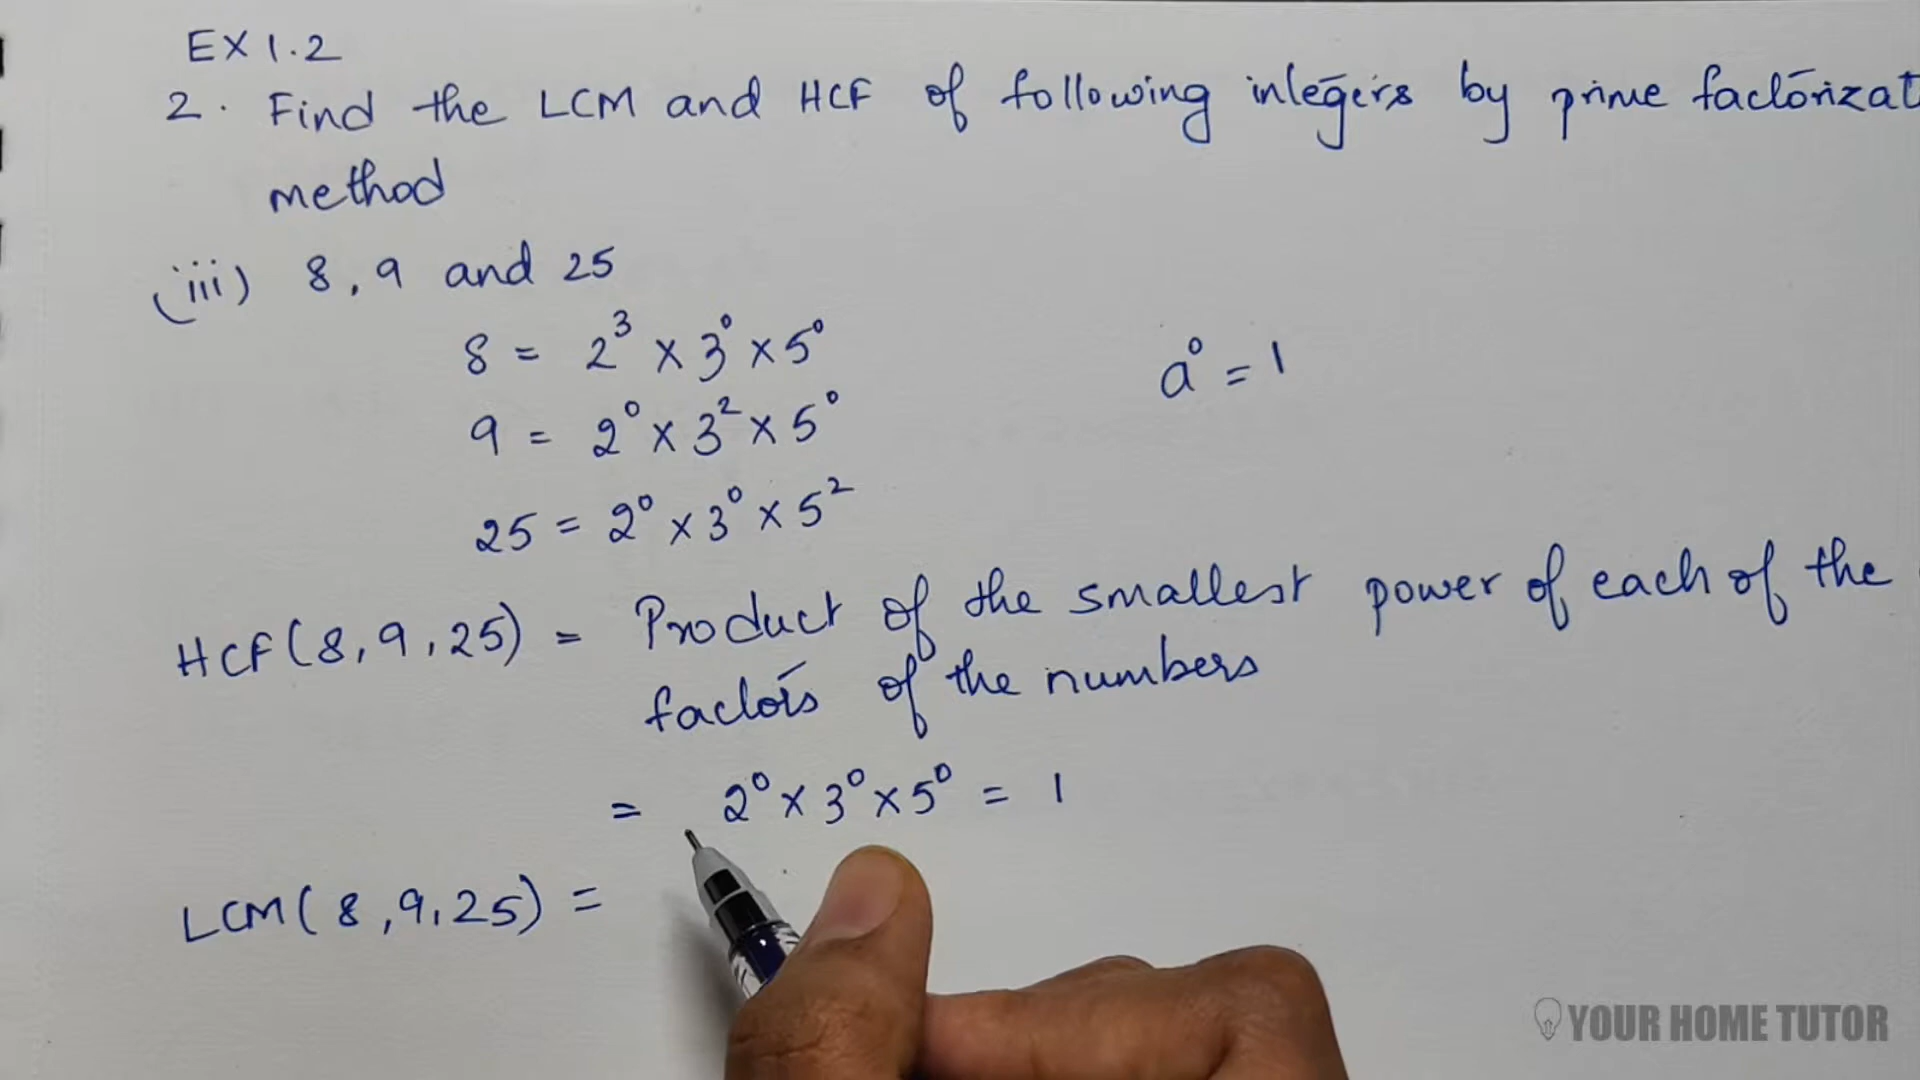 EX 1.2
2. Find the LCM and HCF of following integers by prime factorizat
method
(iii) 8, 9 and 25
8 = 2³ × 3⁰ × 5⁰
a⁰ = 1
9 = 2⁰ × 3² × 5⁰
25 = 2⁰ × 3⁰ × 5²
HCF(8, 9, 25) = Product of the smallest power of each of the
factors of the numbers
= 2⁰ × 3⁰ × 5⁰ = 1
LCM(8, 9, 25) =
YOUR HOME TUTOR